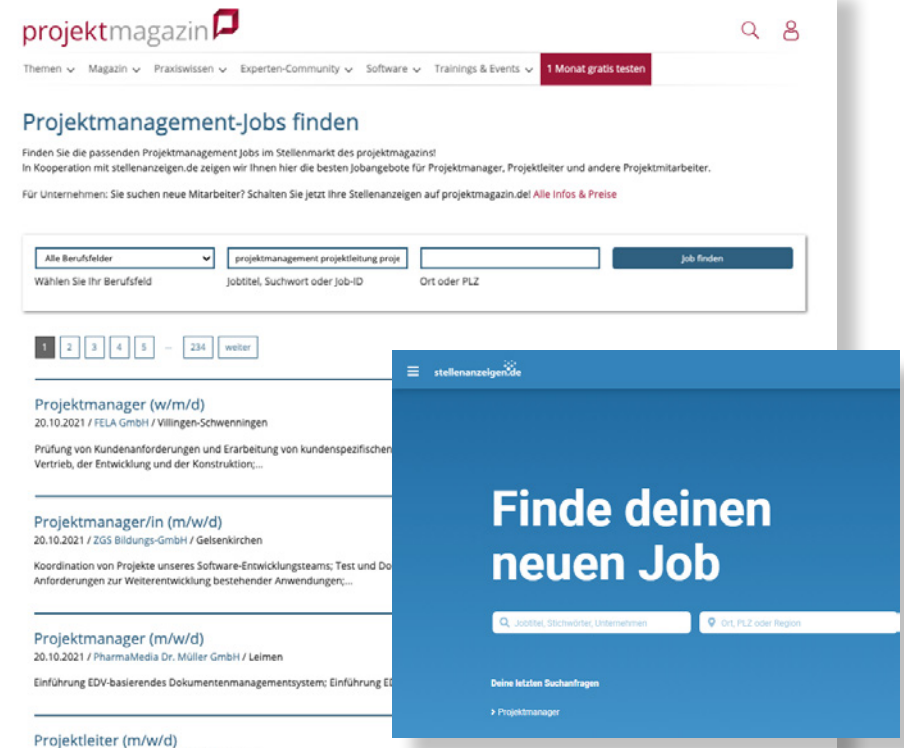 projektmagazin
Themen Magazin Praxiswissen Experten-Community Software Trainings & Events 1 Monat gratis testen
Projektmanagement-Jobs finden
Finden Sie die passenden Projektmanagement Jobs im Stellenmarkt des projektmagazins!
In Kooperation mit stellenanzeigen.de zeigen wir Ihnen hier die besten Jobangebote für Projektmanager, Projektleiter und andere Projektmitarbeiter.
Für Unternehmen: Sie suchen neue Mitarbeiter? Schalten Sie jetzt Ihre Stellenanzeigen auf projektmagazin.de! Alle Infos & Preise
Alle Berufsfelder projektmanagement projektleitung proje Job finden
Wählen Sie Ihr Berufsfeld Jobtitel, Suchwort oder Job-ID Ort oder PLZ
1 2 3 4 5 ... 234 weiter
Projektmanager (w/m/d)
20.10.2021 / FELA GmbH / Villingen-Schwenningen
Prüfung von Kundenanforderungen und Erarbeitung von kundenspezifischen
Vertrieb, der Entwicklung und der Konstruktion;...
Projektmanager/in (m/w/d)
20.10.2021 / ZGS Bildungs-GmbH / Gelsenkirchen
Koordination von Projekte unseres Software-Entwicklungsteams; Test und Do
Anforderungen zur Weiterentwicklung bestehender Anwendungen;...
Projektmanager (m/w/d)
20.10.2021 / PharmaMedia Dr. Müller GmbH / Leimen
Einführung EDV-basierendes Dokumentenmanagementsystem; Einführung ED
Projektleiter (m/w/d)
stellenanzeigen.de
Finde deinen
neuen Job
Jobtitel, Stichwörter, Unternehmen Ort, PLZ oder Region
Deine letzten Suchanfragen
> Projektmanager